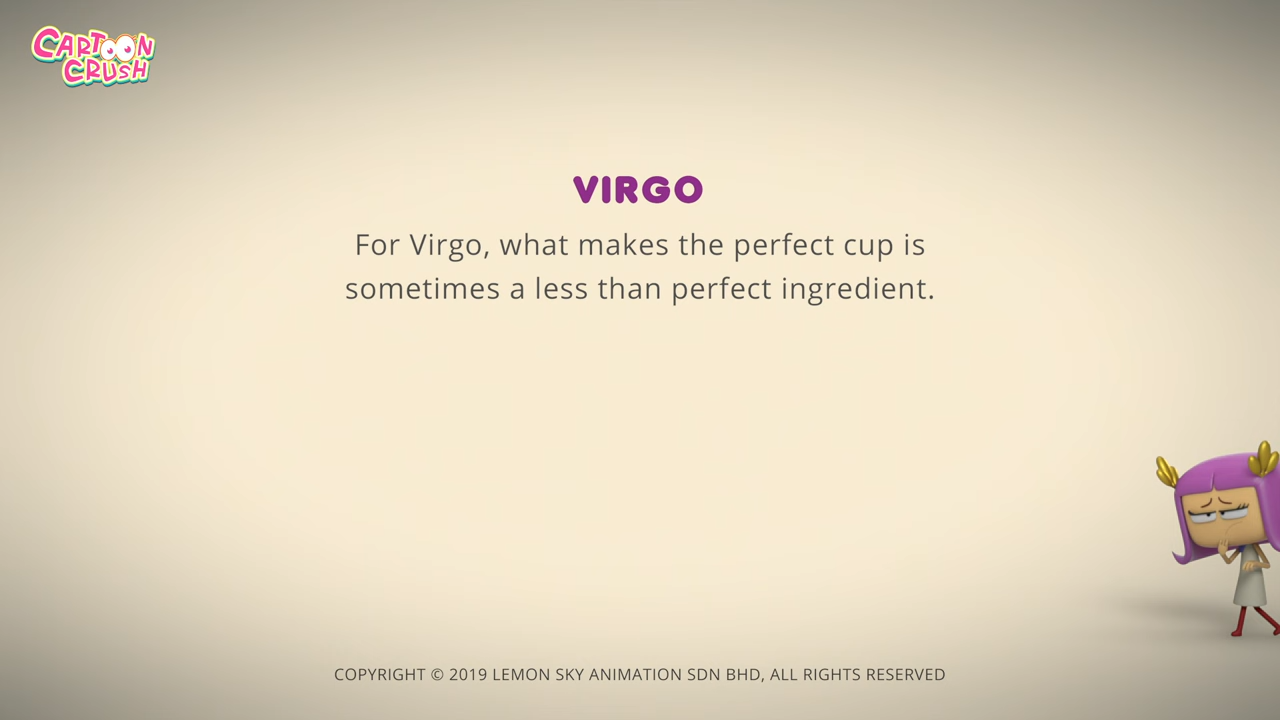 CARTOON
CRUSH
VIRGO
For Virgo, what makes the perfect cup is
sometimes a less than perfect ingredient.
COPYRIGHT © 2019 LEMON SKY ANIMATION SDN BHD, ALL RIGHTS RESERVED